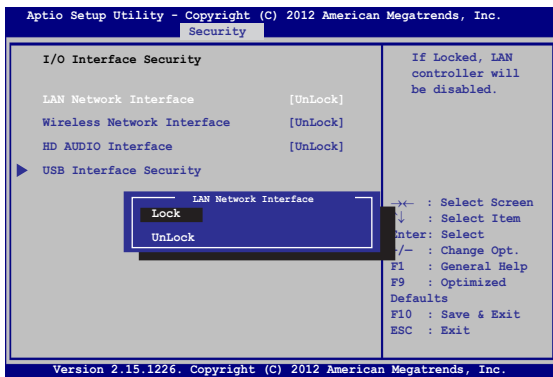 Aptio Setup Utility - Copyright (C) 2012 American Megatrends, Inc.
Security
I/O Interface Security
LAN Network Interface [UnLock]
Wireless Network Interface [UnLock]
HD AUDIO Interface [UnLock]
USB Interface Security
LAN Network Interface
Lock
UnLock
If Locked, LAN
controller will
be disabled.
→← : Select Screen
↑↓ : Select Item
Enter: Select
+/— : Change Opt.
F1 : General Help
F9 : Optimized
Defaults
F10 : Save & Exit
ESC : Exit
Version 2.15.1226. Copyright (C) 2012 American Megatrends, Inc.